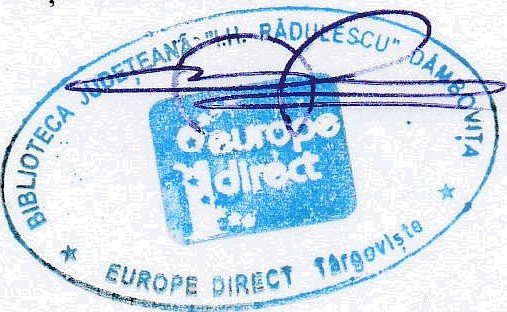 BIBLIOTECA JUDEȚEANĂ "I.H. RĂDULESCU" DÂMBOVIȚA
europe
direct
EUROPE DIRECT Târgoviște